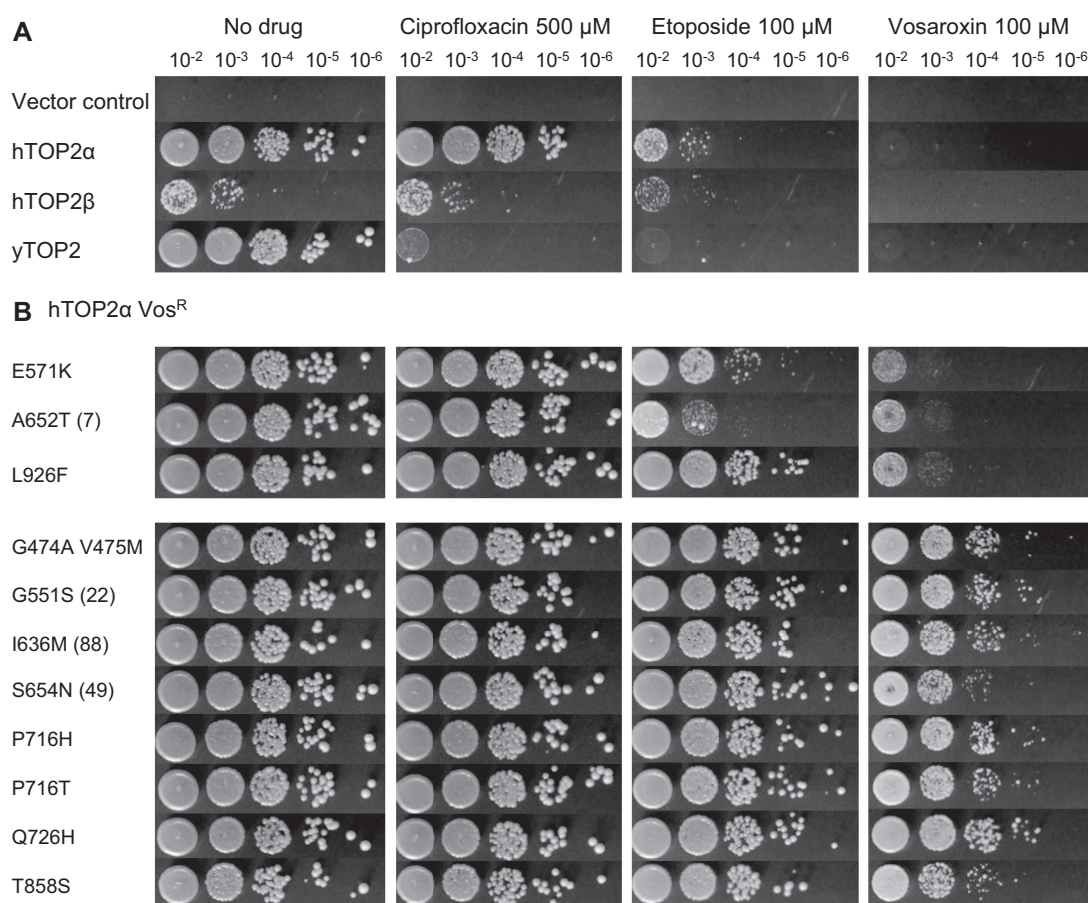 A
No drug Ciprofloxacin 500 µM Etoposide 100 µM Vosaroxin 100 µM
10-2 10-3 10-4 10-5 10-6 10-2 10-3 10-4 10-5 10-6 10-2 10-3 10-4 10-5 10-6 10-2 10-3 10-4 10-5 10-6
Vector control
hTOP2α
hTOP2β
yTOP2
B hTOP2α VosR
E571K
A652T (7)
L926F
G474A V475M
G551S (22)
I636M (88)
S654N (49)
P716H
P716T
Q726H
T858S